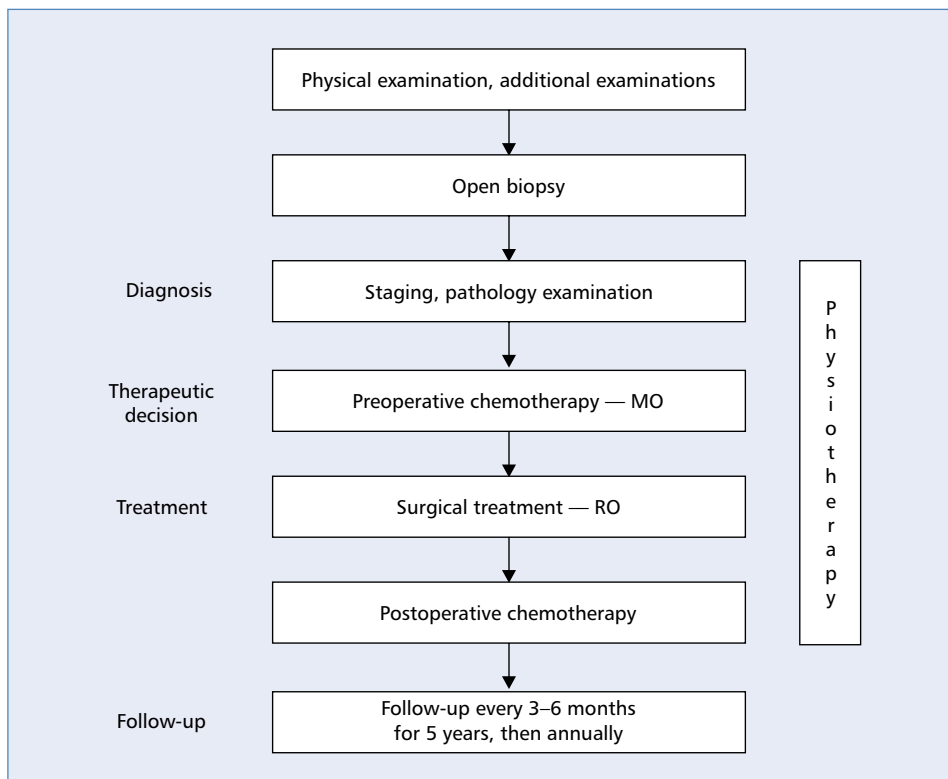 Physical examination, additional examinations
Open biopsy
Diagnosis
Staging, pathology examination
Therapeutic
decision
Preoperative chemotherapy — MO
Treatment
Surgical treatment — RO
Postoperative chemotherapy
Follow-up
Follow-up every 3–6 months
for 5 years, then annually
Physiotherapy